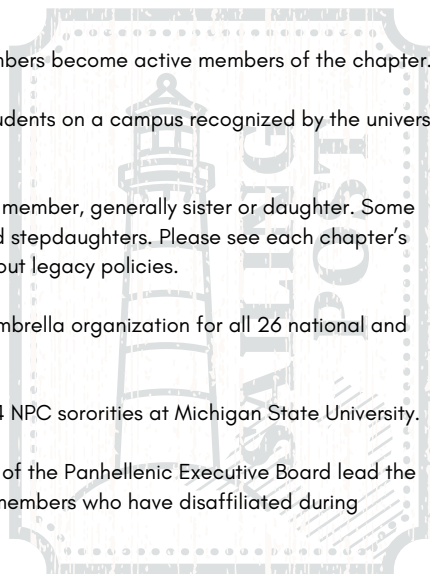 mbers become active members of the chapter.
udents on a campus recognized by the univers
member, generally sister or daughter. Some
d stepdaughters. Please see each chapter's
out legacy policies.
mbrella organization for all 26 national and
4 NPC sororities at Michigan State University.
of the Panhellenic Executive Board lead the
members who have disaffiliated during
SAILING
POST